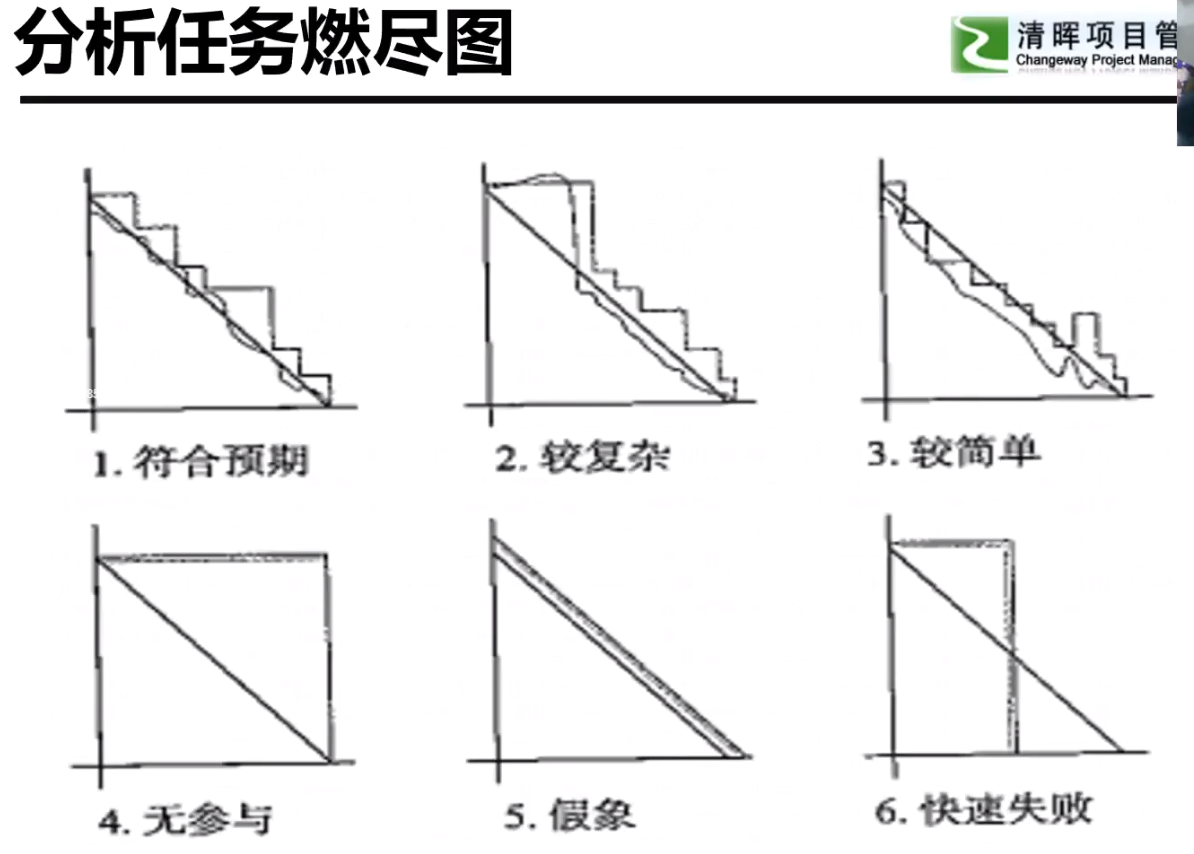 分析任务燃尽图
清晖项目管
Changeway Project Manag
1. 符合预期
2. 较复杂
3. 较简单
4. 无参与
5. 假象
6. 快速失败